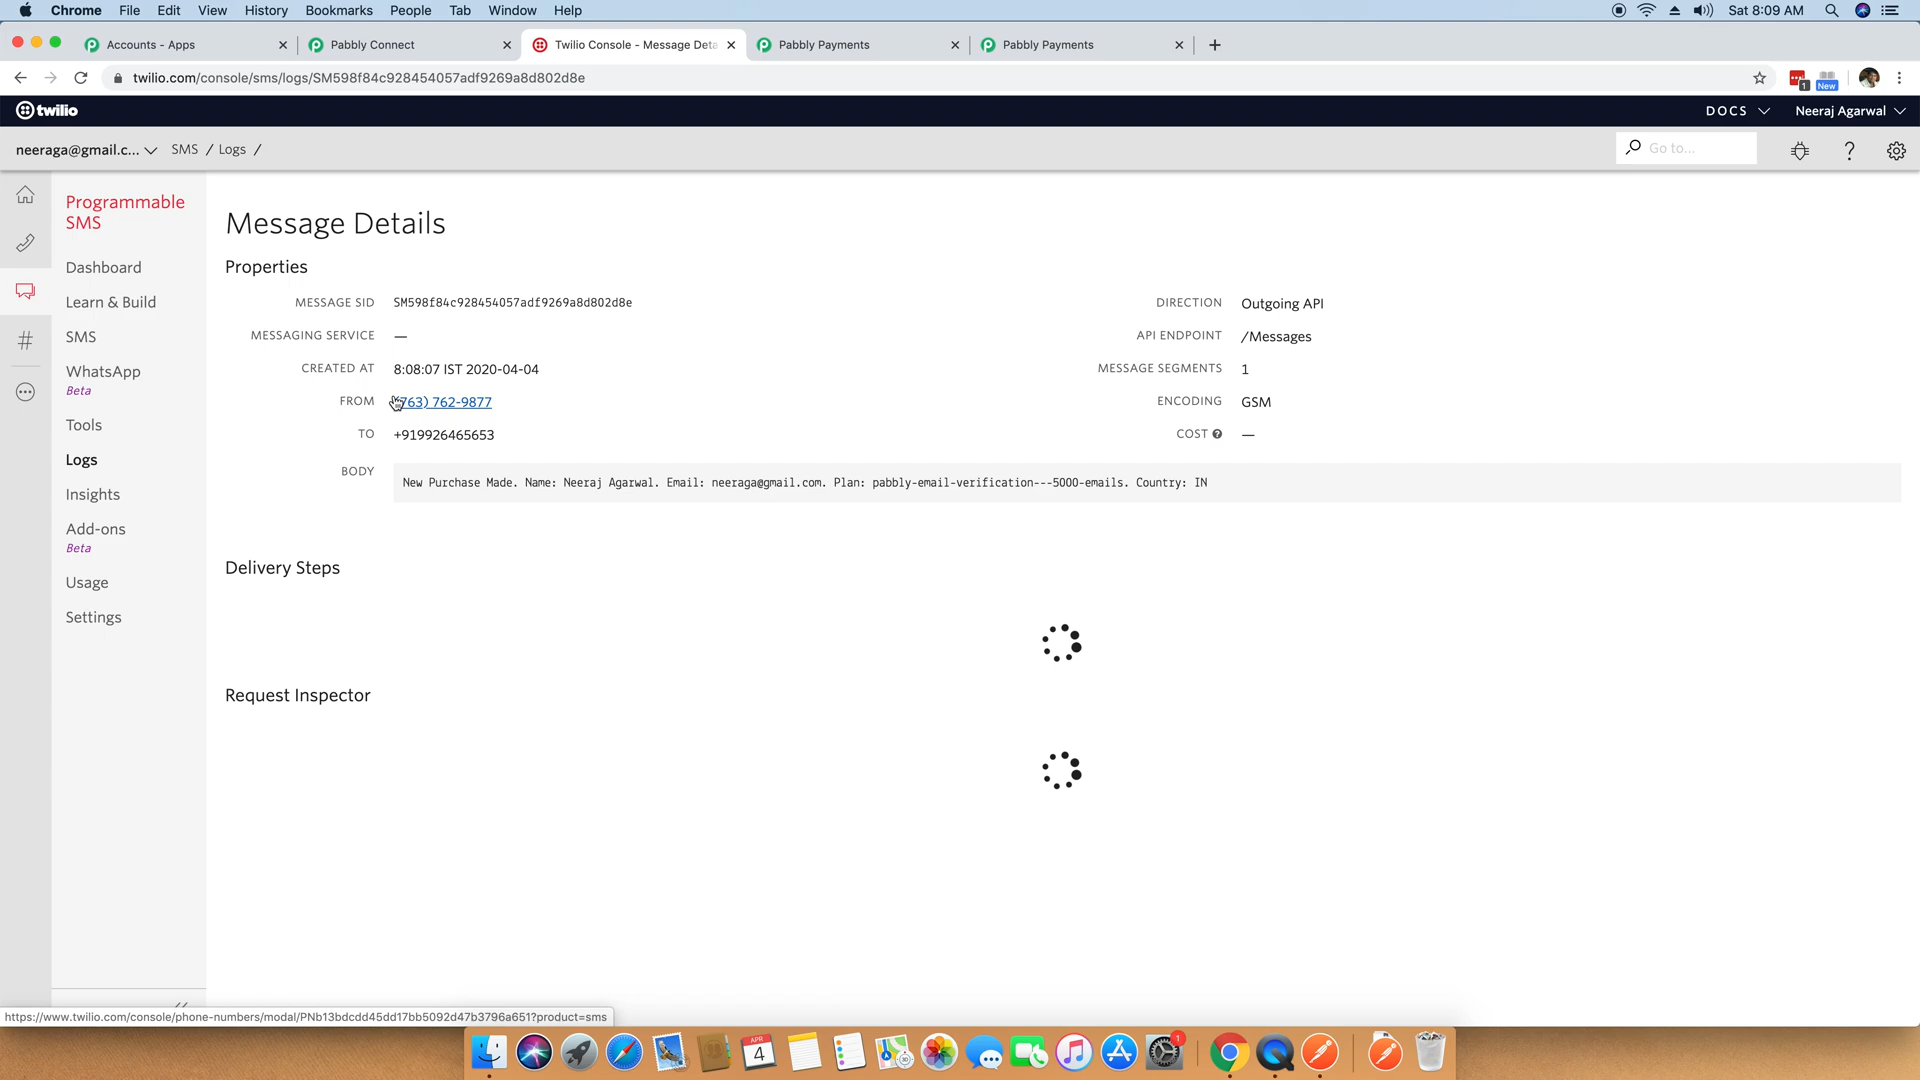 Chrome File Edit View History Bookmarks People Tab Window Help Sat 8:09 AM
Accounts - Apps Pabbly Connect Twilio Console - Message Deta Pabbly Payments Pabbly Payments
twilio.com/console/sms/logs/SM598f84c928454057adf9269a8d802d8e 1 New
twilio DOCS Neeraj Agarwal
neeraga@gmail.c... SMS / Logs / Go to...
Programmable
SMS
Dashboard
Learn & Build
SMS
WhatsApp
Beta
Tools
Logs
Insights
Add-ons
Beta
Usage
Settings
Message Details
Properties
MESSAGE SID SM598f84c928454057adf9269a8d802d8e DIRECTION Outgoing API
MESSAGING SERVICE — API ENDPOINT /Messages
CREATED AT 8:08:07 IST 2020-04-04 MESSAGE SEGMENTS 1
FROM 763) 762-9877 ENCODING GSM
TO +919926465653 COST —
BODY New Purchase Made. Name: Neeraj Agarwal. Email: neeraga@gmail.com. Plan: pabbly-email-verification---5000-emails. Country: IN
Delivery Steps
Request Inspector
https://www.twilio.com/console/phone-numbers/modal/PNb13bdcdd45dd17bb5092d47b3796a651?product=sms
APR
4
1